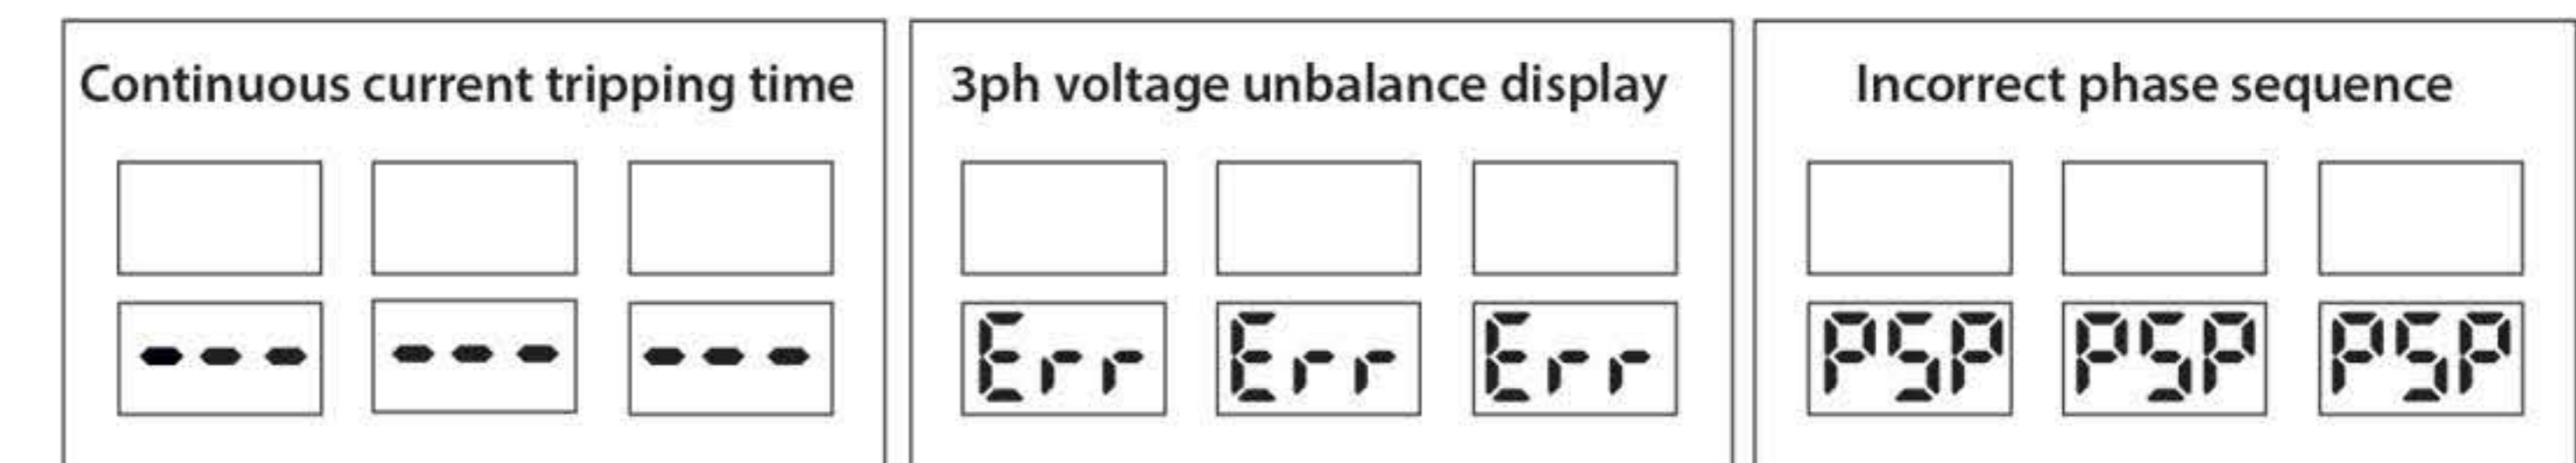 Continuous current tripping time
--- --- ---
3ph voltage unbalance display
Err Err Err
Incorrect phase sequence
PSP PSP PSP